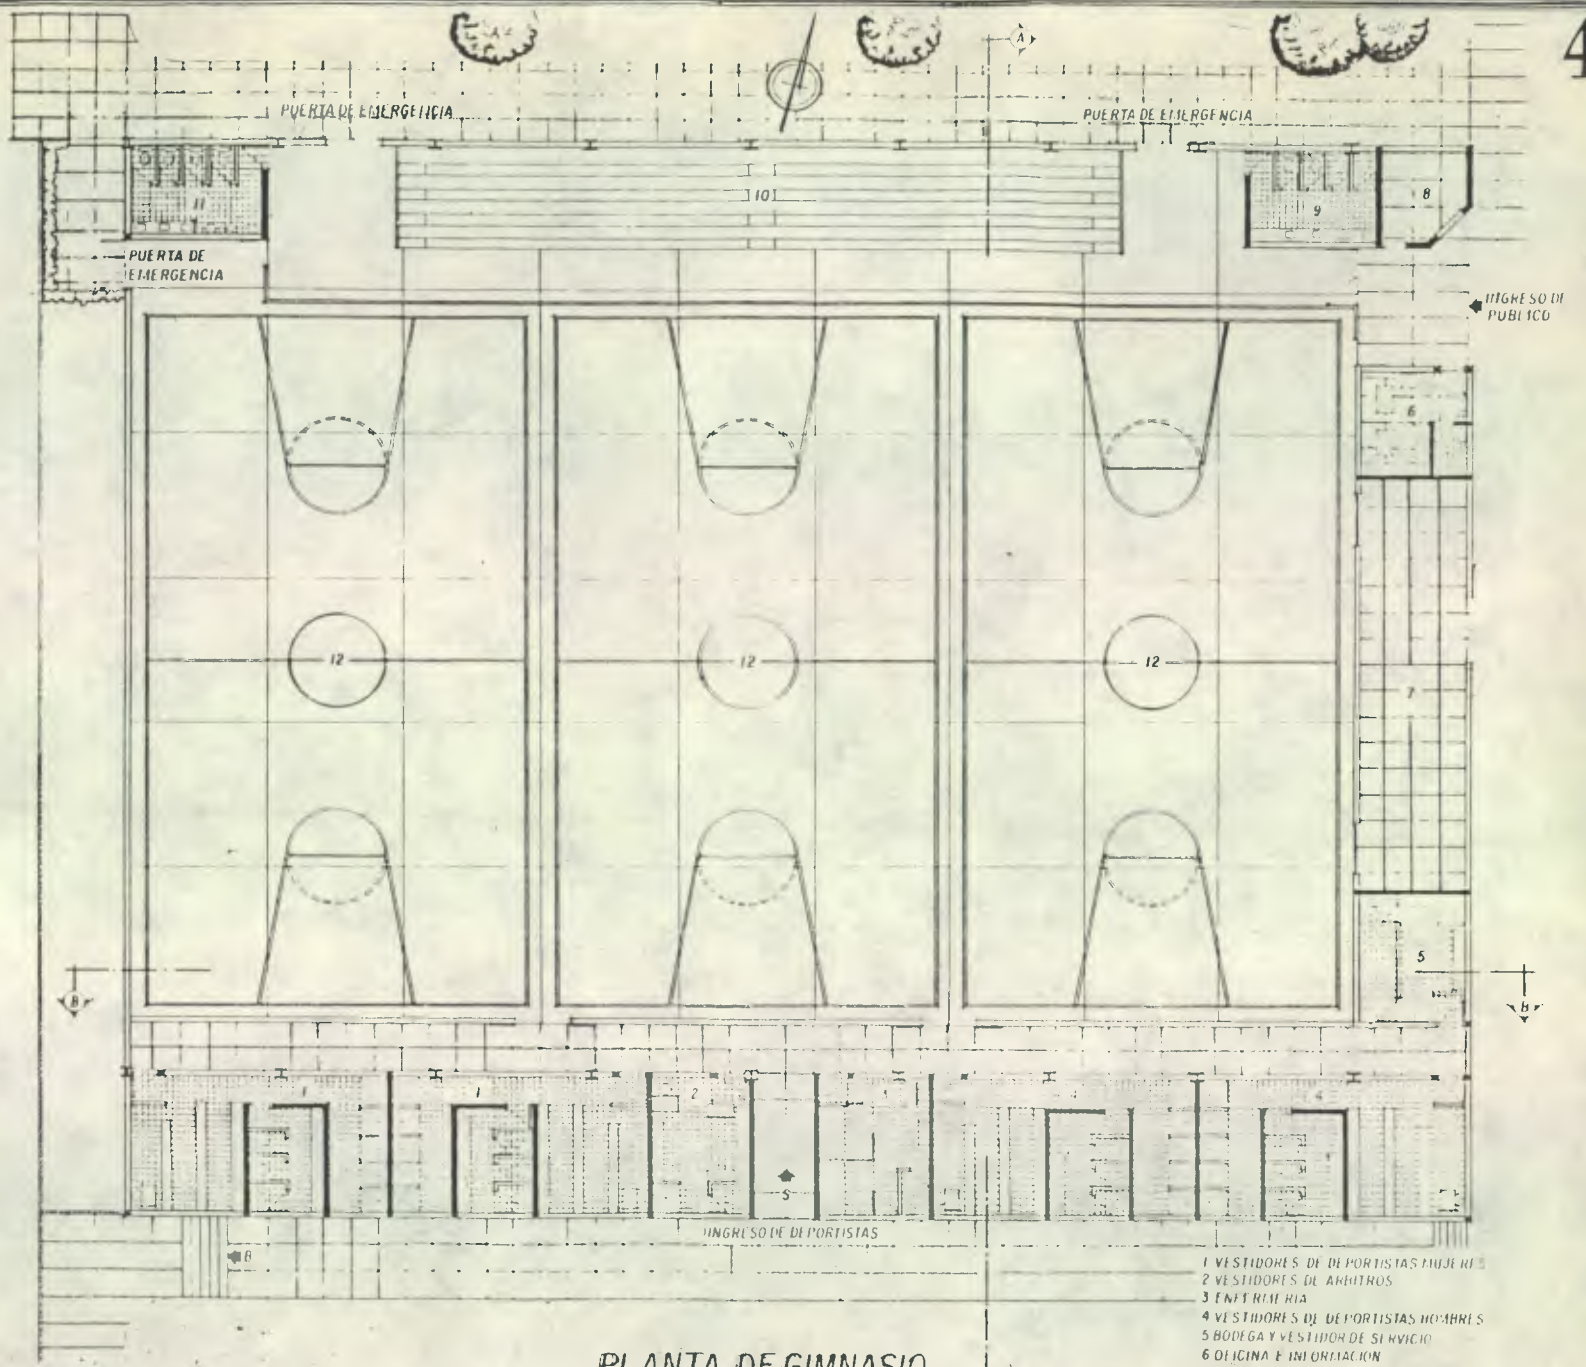 4
A
PUERTA DE EMERGENCIA
PUERTA DE EMERGENCIA
11
10
9
8
PUERTA DE
EMERGENCIA
INGRESO DE
PUBLICO
6
12
12
12
7
5
B
B
1
1
2
3
4
S
INGRESO DE DEPORTISTAS
B
1 VESTIDORES DE DEPORTISTAS MUJERES
2 VESTIDORES DE ARBITROS
3 ENFERMERIA
4 VESTIDORES DE DEPORTISTAS HOMBRES
5 BODEGA Y VESTIDOR DE SERVICIO
6 OFICINA E INFORMACION
PLANTA DE GIMNASIO